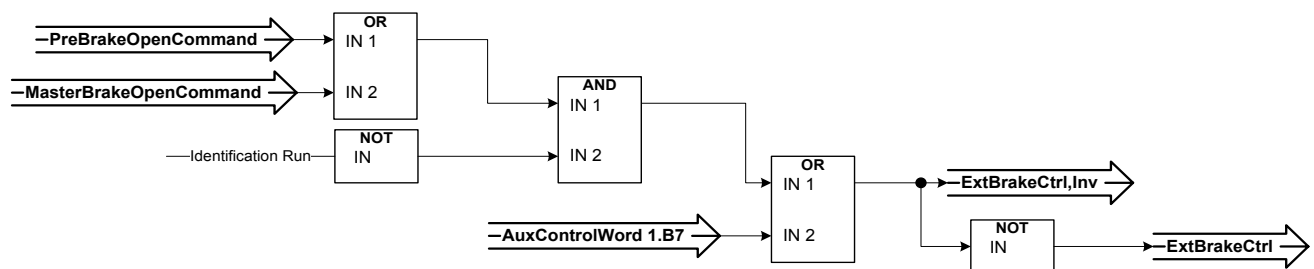 OR
PreBrakeOpenCommand
IN 1
MasterBrakeOpenCommand
IN 2
AND
IN 1
NOT
Identification Run
IN
IN 2
OR
IN 1
ExtBrakeCtrl,Inv
AuxControlWord 1.B7
IN 2
NOT
IN
ExtBrakeCtrl